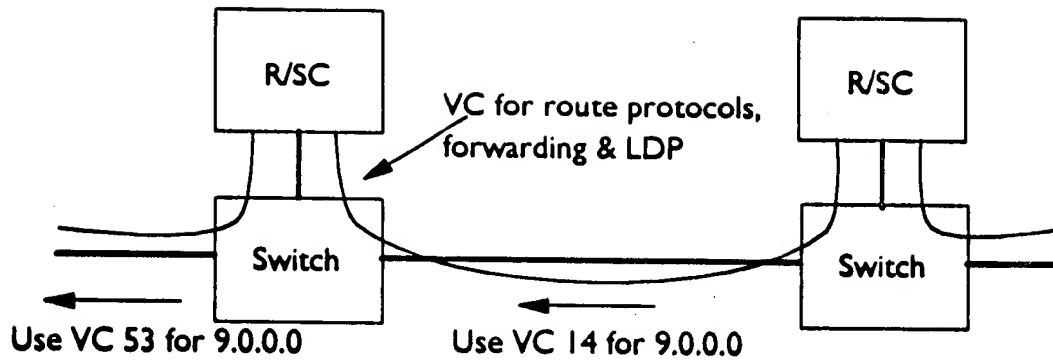 R/SC
R/SC
VC for route protocols,
forwarding & LDP
Switch
Switch
Use VC 53 for 9.0.0.0
Use VC 14 for 9.0.0.0